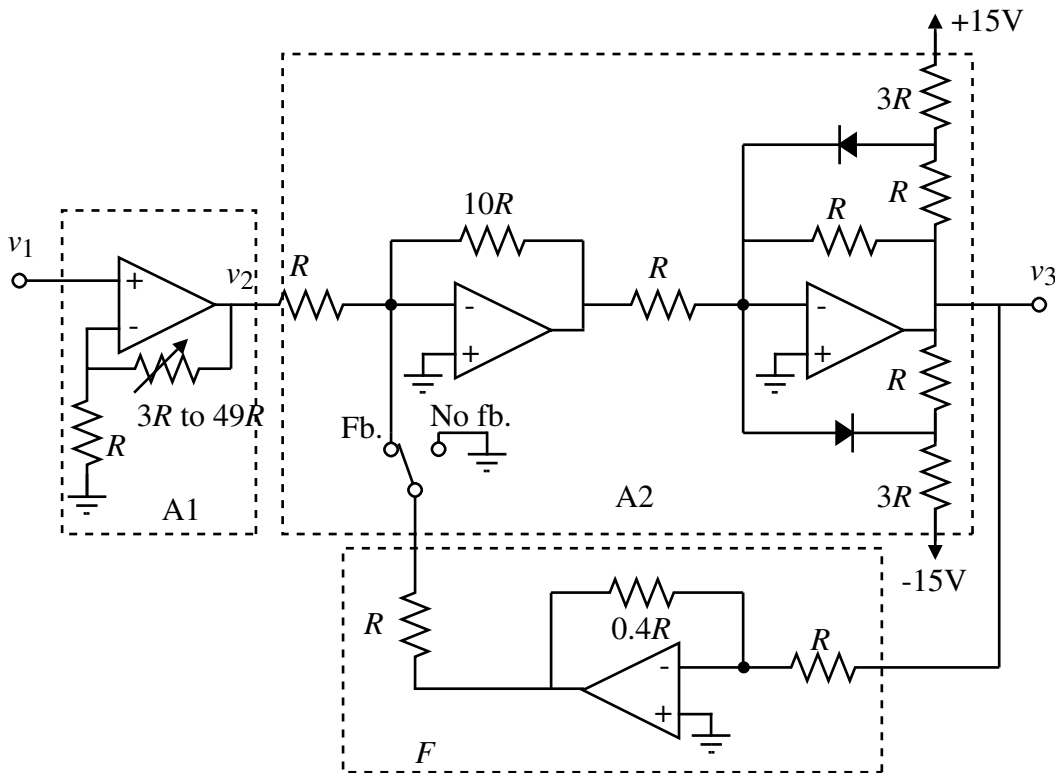 +15V
3R
R
10R
R
v1
v2
R
R
v3
+
-
-
+
-
+
3R to 49R
R
Fb.
No fb.
R
3R
A1
A2
-15V
R
0.4R
R
-
+
F